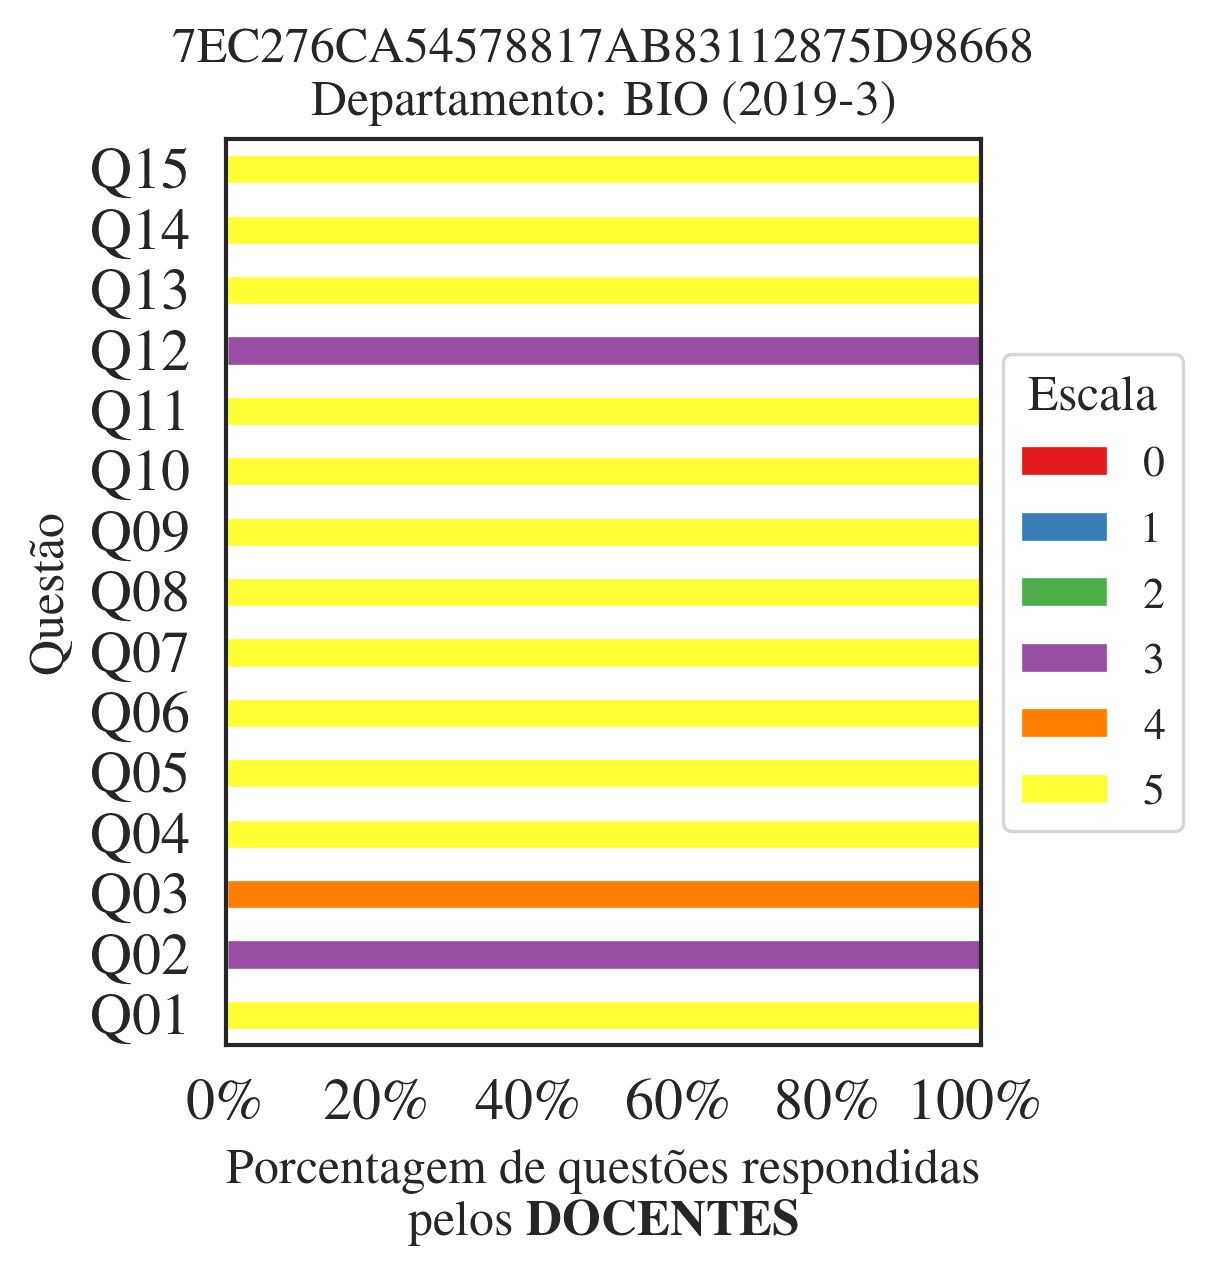 7EC276CA54578817AB83112875D98668
Departamento: BIO (2019-3)
Q15
Q14
Q13
Q12
Q11
Q10
Q09
Q08
Q07
Q06
Q05
Q04
Q03
Q02
Q01
Questão
0% 20% 40% 60% 80% 100%
Porcentagem de questões respondidas
pelos DOCENTES
Escala
0
1
2
3
4
5